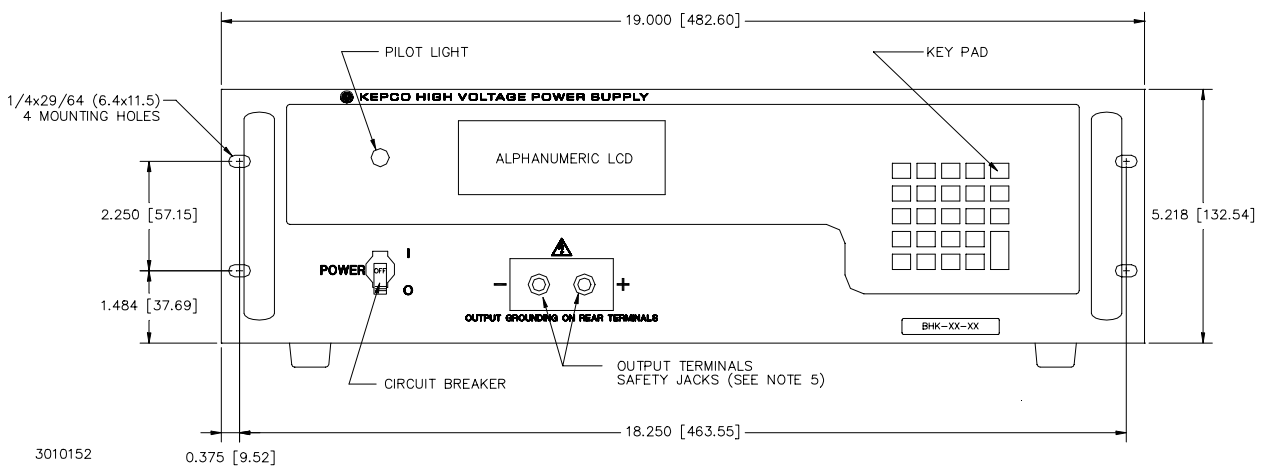 19.000 [482.60]
PILOT LIGHT
KEY PAD
1/4x29/64 (6.4x11.5)
4 MOUNTING HOLES
KEPCO HIGH VOLTAGE POWER SUPPLY
ALPHANUMERIC LCD
2.250 [57.15]
5.218 [132.54]
I
POWER
OFF
O
- +
1.484 [37.69]
OUTPUT GROUNDING ON REAR TERMINALS
BHK-XX-XX
OUTPUT TERMINALS
SAFETY JACKS (SEE NOTE 5)
CIRCUIT BREAKER
18.250 [463.55]
3010152
0.375 [9.52]